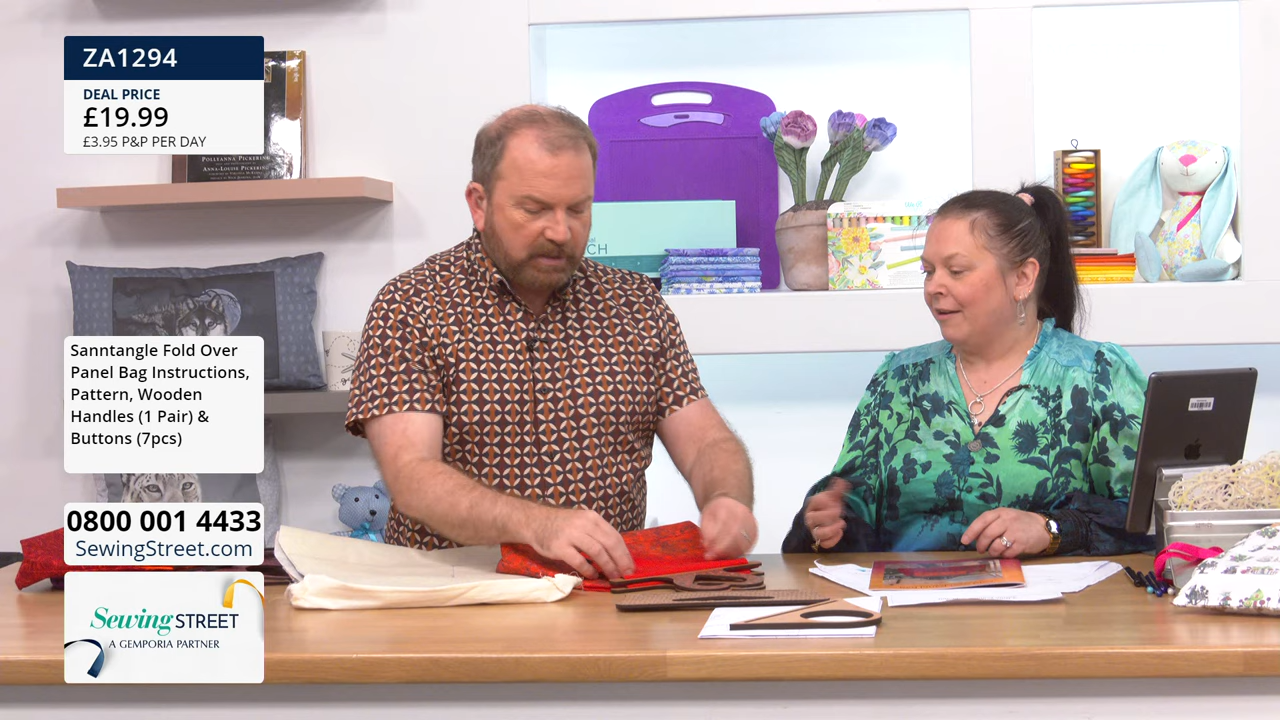 ZA1294
DEAL PRICE
£19.99
£3.95 P&P PER DAY
POLLYANNA PICKERING
ANNA-LOUISE PICKERING
CH
Sanntangle Fold Over
Panel Bag Instructions,
Pattern, Wooden
Handles (1 Pair) &
Buttons (7pcs)
0800 001 4433
SewingStreet.com
Sewing STREET
A GEMPORIA PARTNER